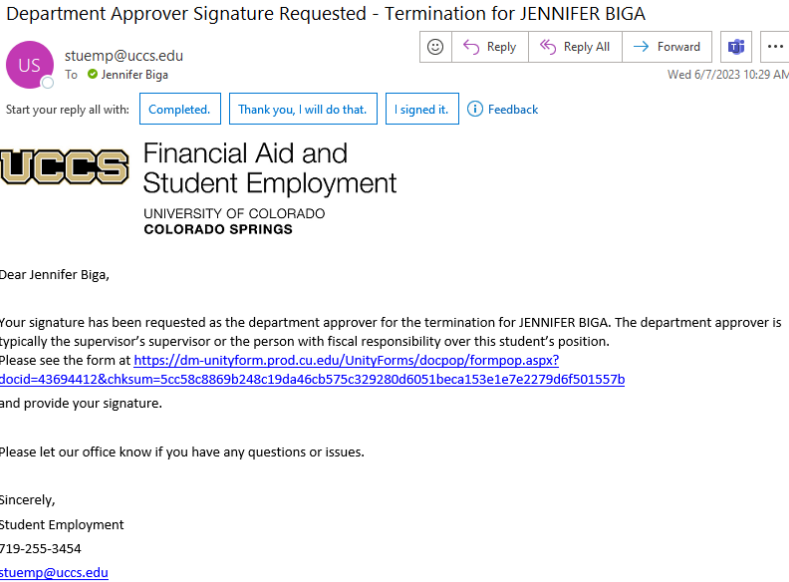 Department Approver Signature Requested - Termination for JENNIFER BIGA
US
stuemp@uccs.edu
To Jennifer Biga
Reply
Reply All
Forward
Wed 6/7/2023 10:29 AM
Start your reply all with:
Completed.
Thank you, I will do that.
I signed it.
Feedback
UCCS
Financial Aid and
Student Employment
UNIVERSITY OF COLORADO
COLORADO SPRINGS
Dear Jennifer Biga,
Your signature has been requested as the department approver for the termination for JENNIFER BIGA. The department approver is
typically the supervisor's supervisor or the person with fiscal responsibility over this student's position.
Please see the form at https://dm-unityform.prod.cu.edu/UnityForms/docpop/formpop.aspx?
docid=43694412&chksum=5cc58c8869b248c19da46cb575c329280d6051beca153e1e7e2279d6f501557b
and provide your signature.
Please let our office know if you have any questions or issues.
Sincerely,
Student Employment
719-255-3454
stuemp@uccs.edu